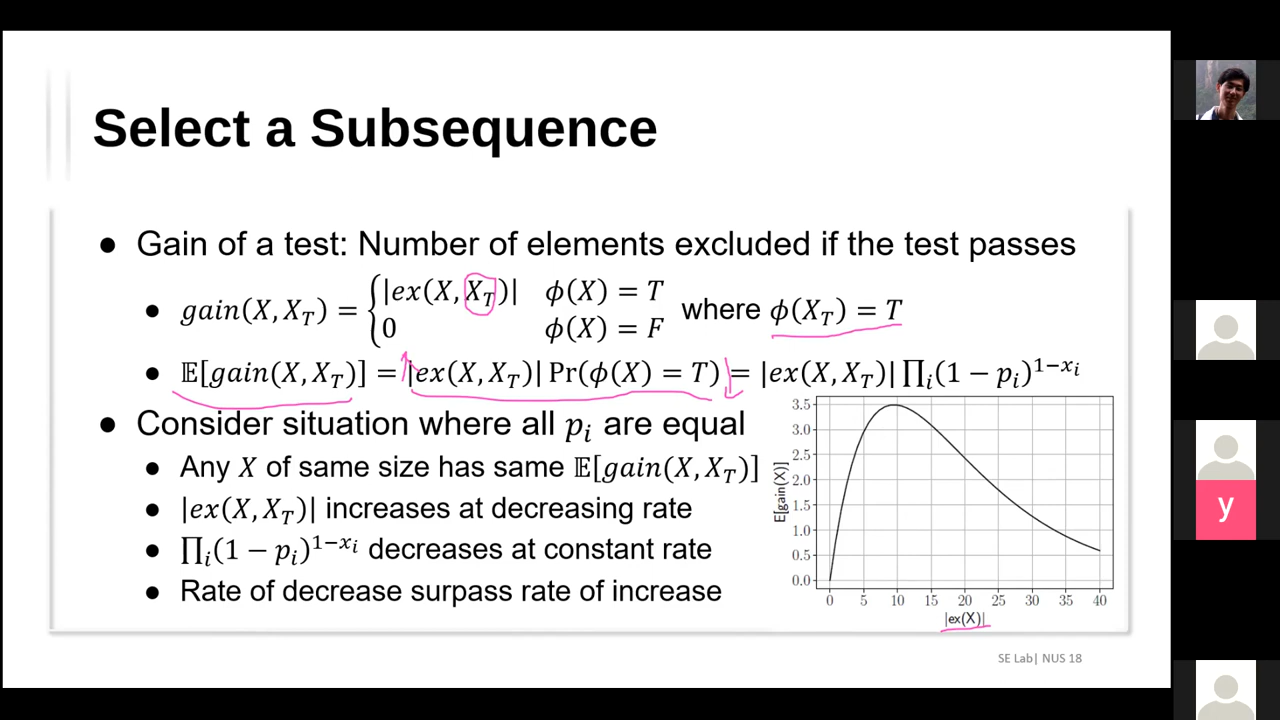 Select a Subsequence
● Gain of a test: Number of elements excluded if the test passes
● gain(X, X_T) = { |ex(X, X_T)| ϕ(X) = T
0 ϕ(X) = F where ϕ(X_T) = T
● 𝔼[gain(X, X_T)] = |ex(X, X_T)| Pr(ϕ(X) = T) = |ex(X, X_T)| ∏_i(1 − p_i)^{1−x_i}
● Consider situation where all p_i are equal
● Any X of same size has same 𝔼[gain(X, X_T)]
● |ex(X, X_T)| increases at decreasing rate
● ∏_i(1 − p_i)^{1−x_i} decreases at constant rate
● Rate of decrease surpass rate of increase
E[gain(X)]
3.5
3.0
2.5
2.0
1.5
1.0
0.5
0.0
0 5 10 15 20 25 30 35 40
|ex(X)|
SE Lab| NUS 18
y